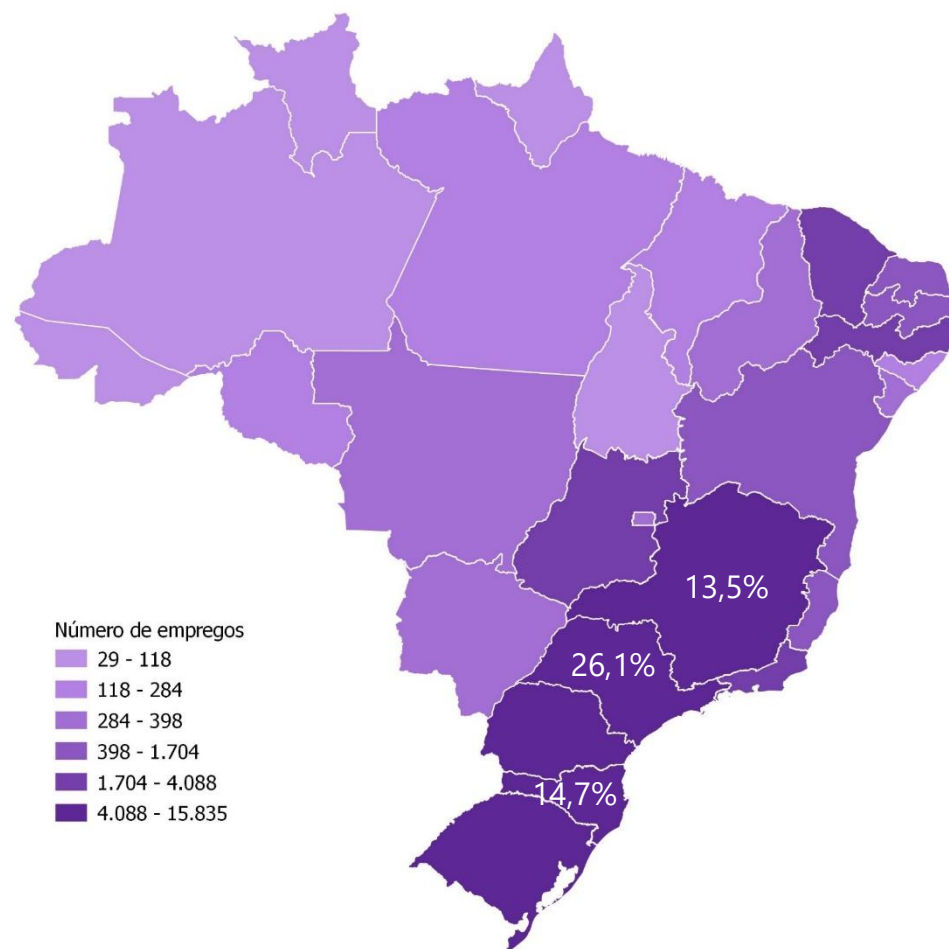 13,5%
26,1%
14,7%
Número de empregos
29 - 118
118 - 284
284 - 398
398 - 1.704
1.704 - 4.088
4.088 - 15.835